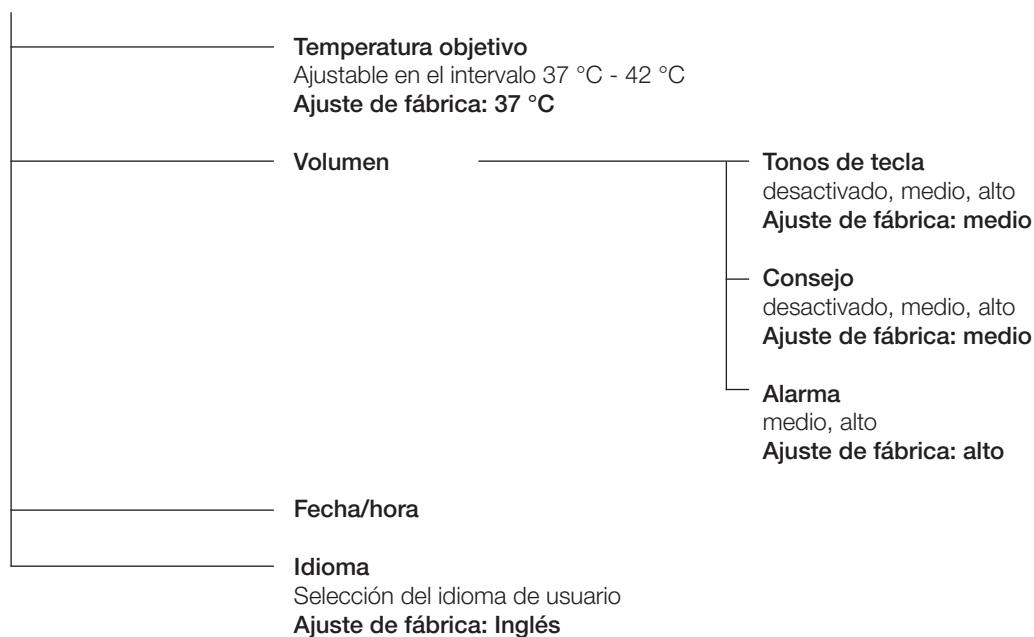 Temperatura objetivo
Ajustable en el intervalo 37 °C - 42 °C
Ajuste de fábrica: 37 °C
Volumen
Tonos de tecla
desactivado, medio, alto
Ajuste de fábrica: medio
Consejo
desactivado, medio, alto
Ajuste de fábrica: medio
Alarma
medio, alto
Ajuste de fábrica: alto
Fecha/hora
Idioma
Selección del idioma de usuario
Ajuste de fábrica: Inglés